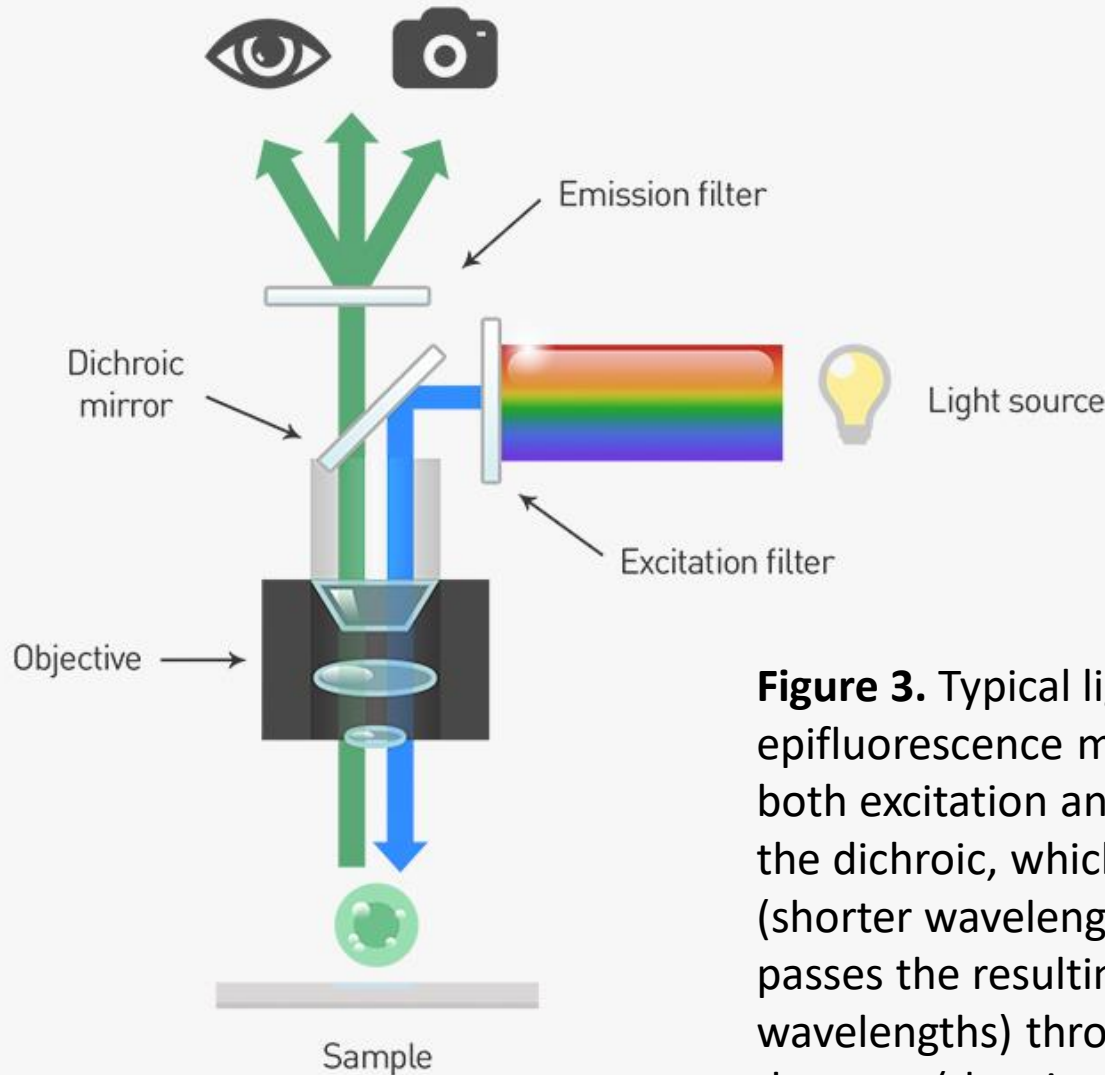 Emission filter
Dichroic
mirror
Light source
Excitation filter
Objective
Figure 3. Typical li
epifluorescence m
both excitation an
the dichroic, which
(shorter waveleng
passes the resultin
wavelengths) thro
Sample